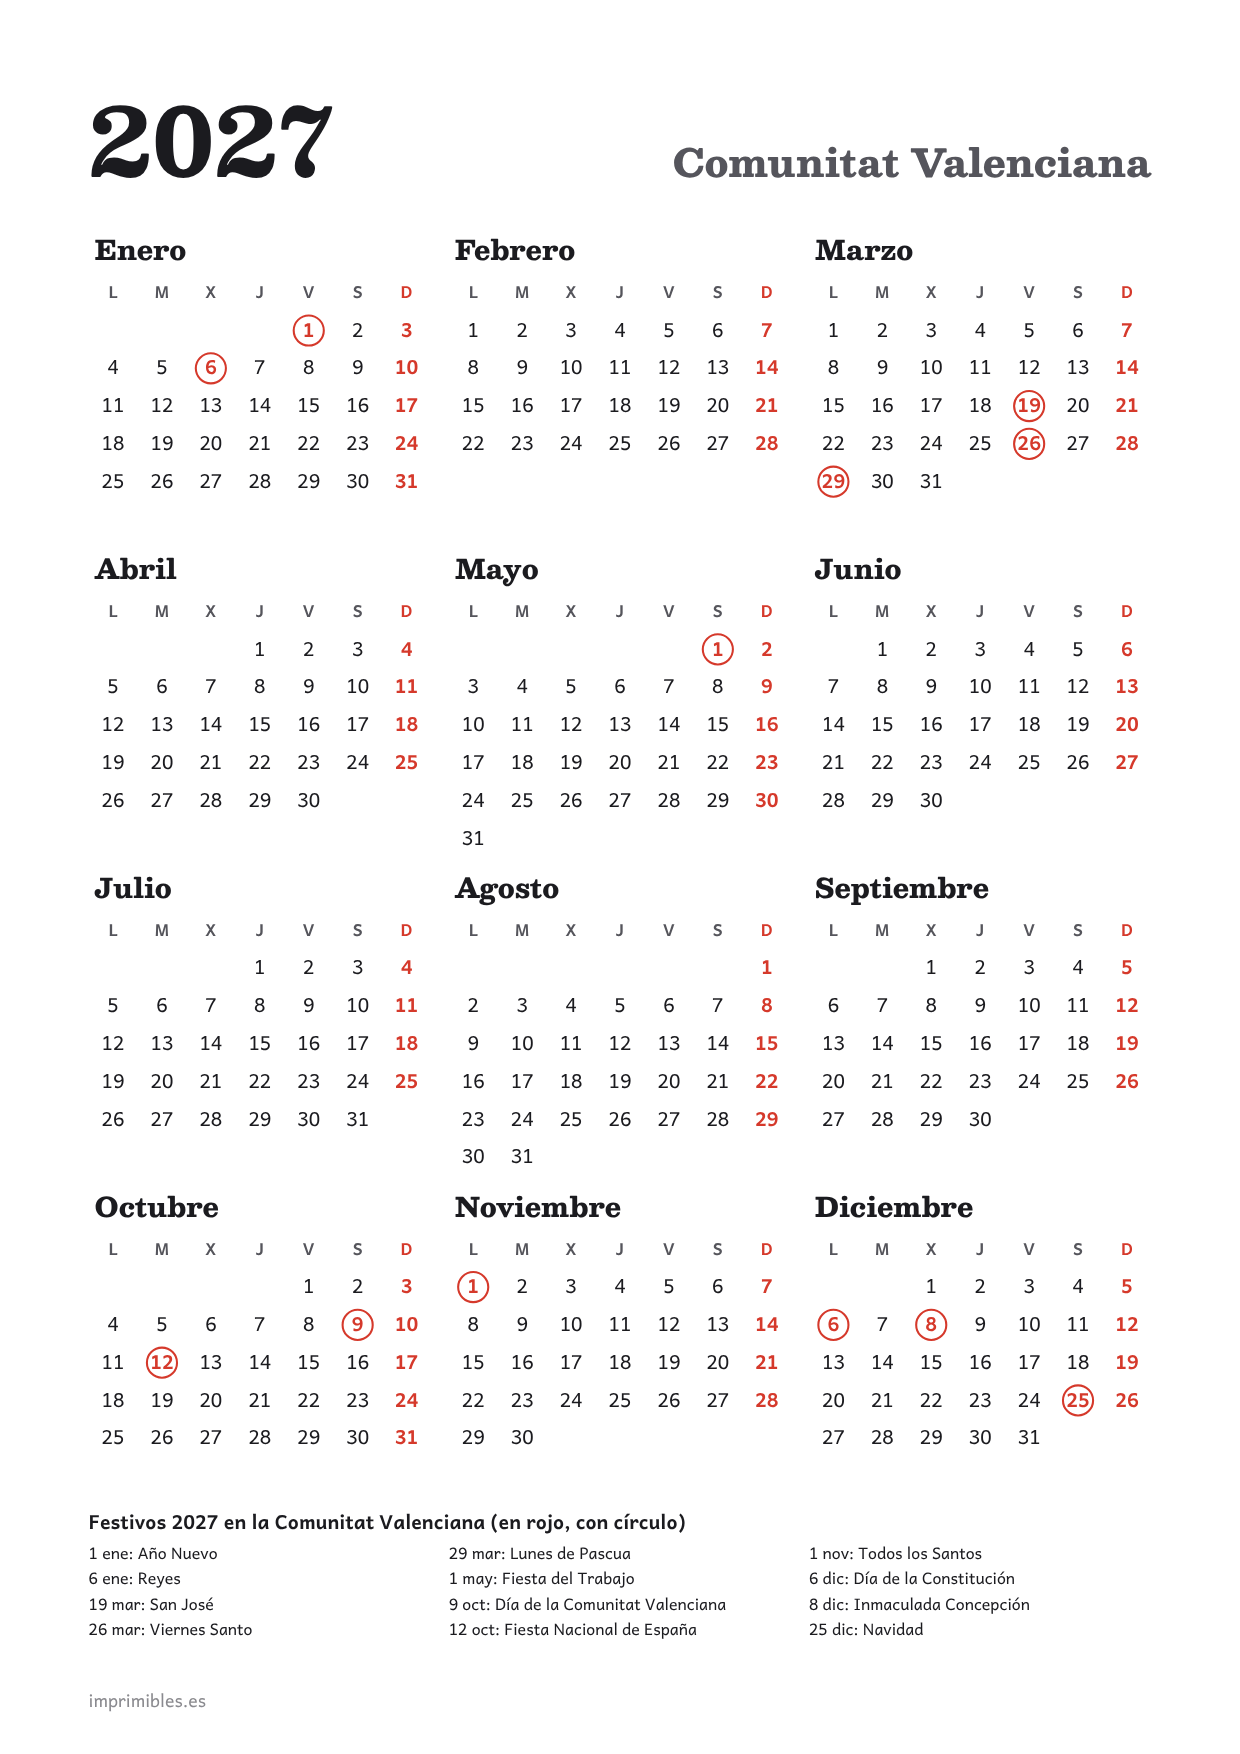 2027
Comunitat Valenciana
Enero
L M X J V S D
1 2 3
4 5 6 7 8 9 10
11 12 13 14 15 16 17
18 19 20 21 22 23 24
25 26 27 28 29 30 31
Febrero
L M X J V S D
1 2 3 4 5 6 7
8 9 10 11 12 13 14
15 16 17 18 19 20 21
22 23 24 25 26 27 28
Marzo
L M X J V S D
1 2 3 4 5 6 7
8 9 10 11 12 13 14
15 16 17 18 19 20 21
22 23 24 25 26 27 28
29 30 31
Abril
L M X J V S D
1 2 3 4
5 6 7 8 9 10 11
12 13 14 15 16 17 18
19 20 21 22 23 24 25
26 27 28 29 30
Mayo
L M X J V S D
1 2
3 4 5 6 7 8 9
10 11 12 13 14 15 16
17 18 19 20 21 22 23
24 25 26 27 28 29 30
31
Junio
L M X J V S D
1 2 3 4 5 6
7 8 9 10 11 12 13
14 15 16 17 18 19 20
21 22 23 24 25 26 27
28 29 30
Julio
L M X J V S D
1 2 3 4
5 6 7 8 9 10 11
12 13 14 15 16 17 18
19 20 21 22 23 24 25
26 27 28 29 30 31
Agosto
L M X J V S D
1
2 3 4 5 6 7 8
9 10 11 12 13 14 15
16 17 18 19 20 21 22
23 24 25 26 27 28 29
30 31
Septiembre
L M X J V S D
1 2 3 4 5
6 7 8 9 10 11 12
13 14 15 16 17 18 19
20 21 22 23 24 25 26
27 28 29 30
Octubre
L M X J V S D
1 2 3
4 5 6 7 8 9 10
11 12 13 14 15 16 17
18 19 20 21 22 23 24
25 26 27 28 29 30 31
Noviembre
L M X J V S D
1 2 3 4 5 6 7
8 9 10 11 12 13 14
15 16 17 18 19 20 21
22 23 24 25 26 27 28
29 30
Diciembre
L M X J V S D
1 2 3 4 5
6 7 8 9 10 11 12
13 14 15 16 17 18 19
20 21 22 23 24 25 26
27 28 29 30 31
Festivos 2027 en la Comunitat Valenciana (en rojo, con círculo)
1 ene: Año Nuevo
6 ene: Reyes
19 mar: San José
26 mar: Viernes Santo
29 mar: Lunes de Pascua
1 may: Fiesta del Trabajo
9 oct: Día de la Comunitat Valenciana
12 oct: Fiesta Nacional de España
1 nov: Todos los Santos
6 dic: Día de la Constitución
8 dic: Inmaculada Concepción
25 dic: Navidad
imprimibles.es